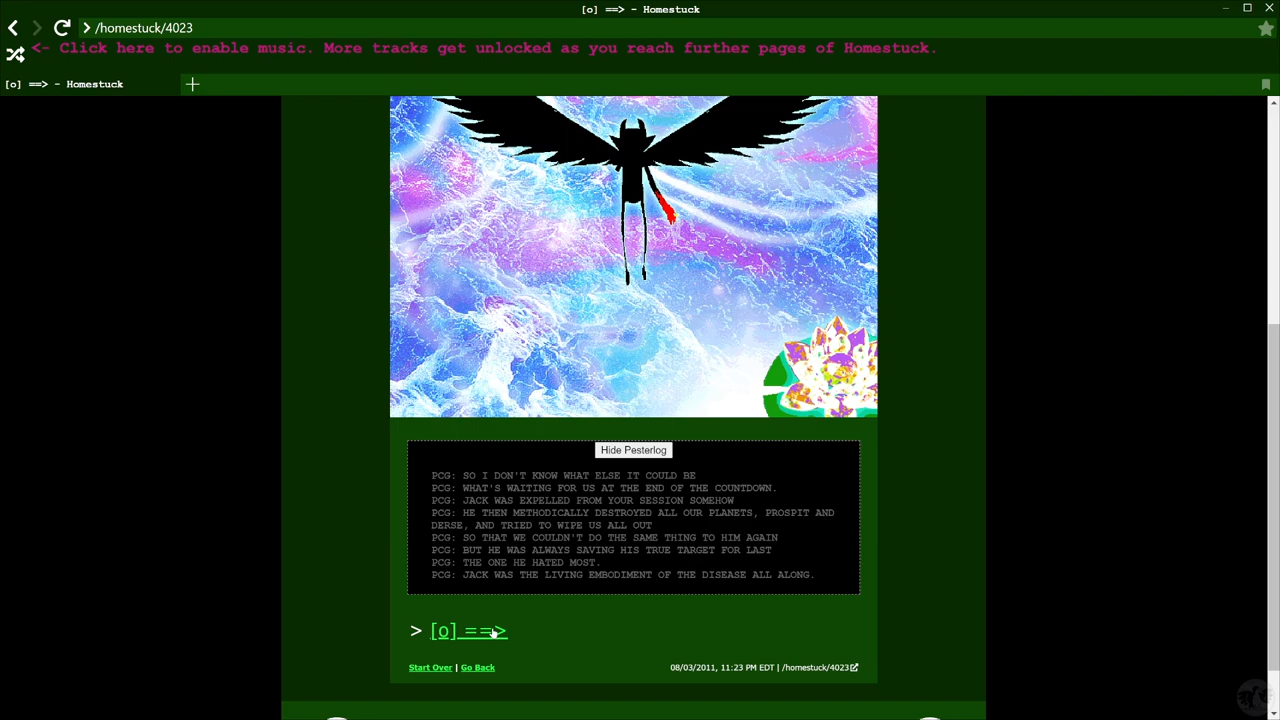 [o] ==> - Homestuck
/homestuck/4023
<- Click here to enable music. More tracks get unlocked as you reach further pages of Homestuck.
[o] ==> - Homestuck
Hide Pesterlog
PCG: SO I DON'T KNOW WHAT ELSE IT COULD BE
PCG: WHAT'S WAITING FOR US AT THE END OF THE COUNTDOWN.
PCG: JACK WAS EXPELLED FROM YOUR SESSION SOMEHOW
PCG: HE THEN METHODICALLY DESTROYED ALL OUR PLANETS, PROSPIT AND
DERSE, AND TRIED TO WIPE US ALL OUT
PCG: SO THAT WE COULDN'T DO THE SAME THING TO HIM AGAIN
PCG: BUT HE WAS ALWAYS SAVING HIS TRUE TARGET FOR LAST
PCG: THE ONE HE HATED MOST.
PCG: JACK WAS THE LIVING EMBODIMENT OF THE DISEASE ALL ALONG.
> [o] ==>
Start Over | Go Back
08/03/2011, 11:23 PM EDT | /homestuck/4023